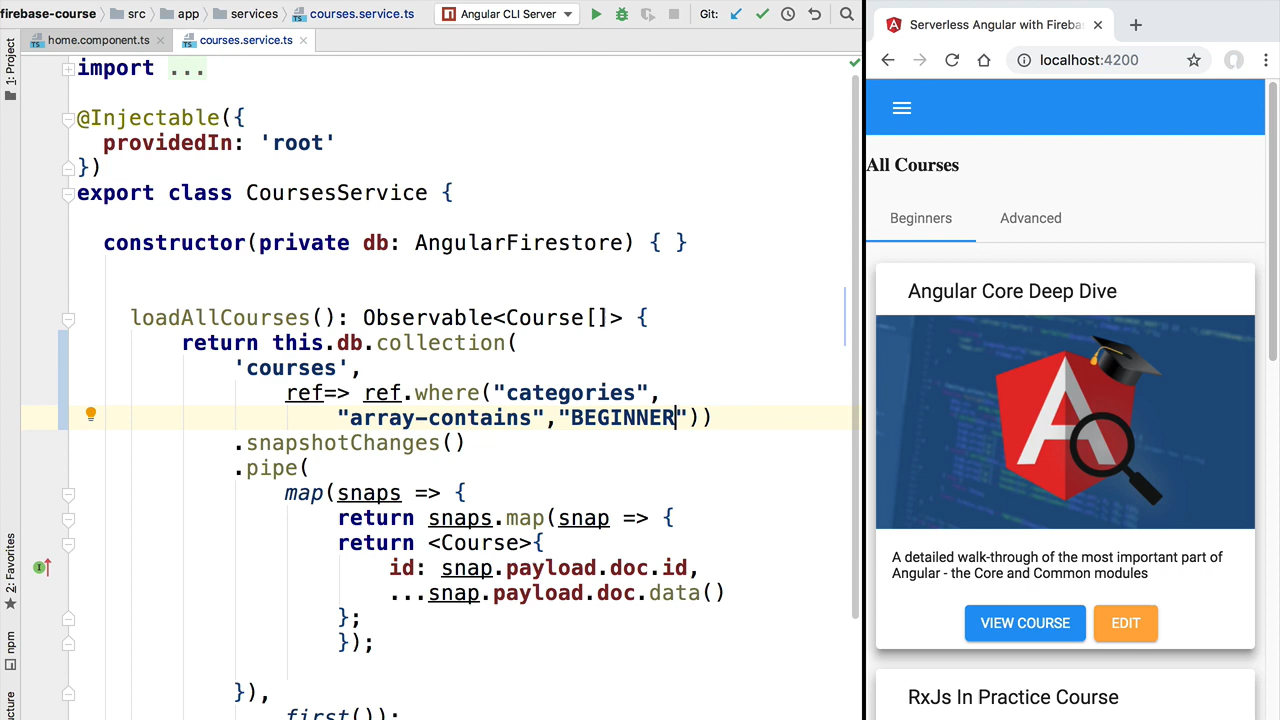 firebase-course src app services courses.service.ts Angular CLI Server Git:
home.component.ts courses.service.ts
1: Project
2: Favorites
npm
ucture
import ...
@Injectable({
providedIn: 'root'
})
export class CoursesService {
constructor(private db: AngularFirestore) { }
loadAllCourses(): Observable<Course[]> {
return this.db.collection(
'courses',
ref=> ref.where("categories",
"array-contains","BEGINNER"))
.snapshotChanges()
.pipe(
map(snaps => {
return snaps.map(snap => {
return <Course>{
id: snap.payload.doc.id,
...snap.payload.doc.data()
};
});
}),
first());
Serverless Angular with Fireba
localhost:4200
All Courses
Beginners Advanced
Angular Core Deep Dive
A detailed walk-through of the most important part of
Angular - the Core and Common modules
VIEW COURSE EDIT
RxJs In Practice Course